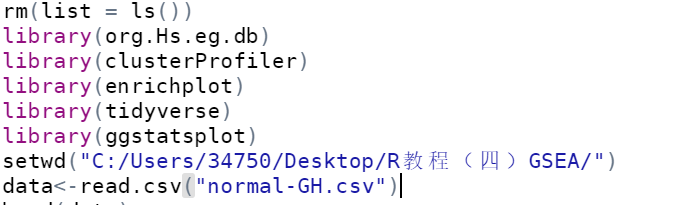 rm(list = ls())
library(org.Hs.eg.db)
library(clusterProfiler)
library(enrichplot)
library(tidyverse)
library(ggstatsplot)
setwd("C:/Users/34750/Desktop/R教程（四）GSEA/")
data<-read.csv("normal-GH.csv")